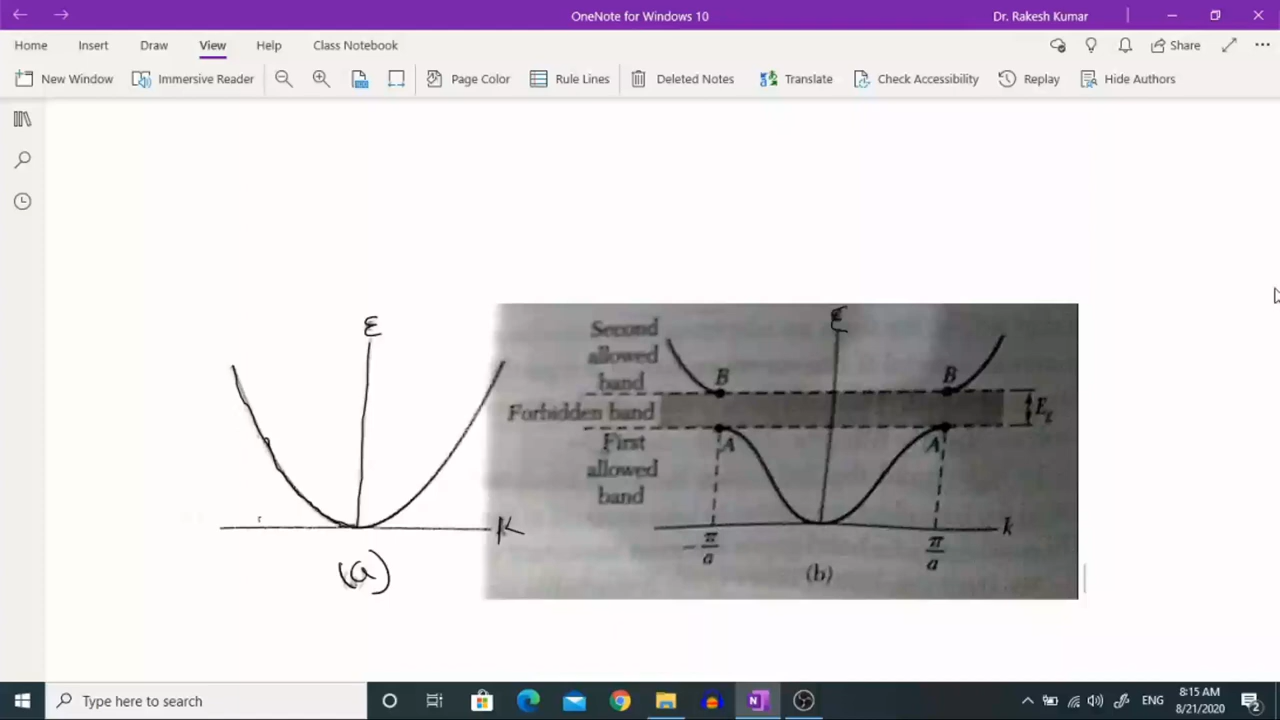 OneNote for Windows 10
Dr. Rakesh Kumar
Home Insert Draw View Help Class Notebook
Share
New Window Immersive Reader Page Color Rule Lines Deleted Notes Translate Check Accessibility Replay Hide Authors
ε
K
(a)
Second
allowed
band
Forbidden band
First
allowed
band
ε
B
B
E_g
A
A
k
-π/a
π/a
(b)
Type here to search
ENG
8:15 AM
8/21/2020
2